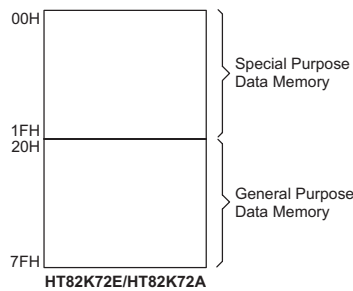 00H
Special Purpose
Data Memory
1FH
20H
General Purpose
Data Memory
7FH
HT82K72E/HT82K72A